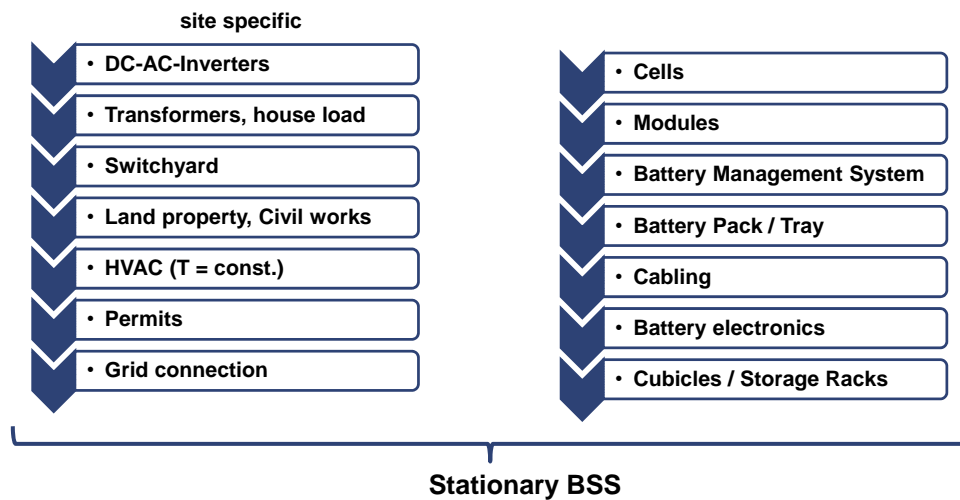 site specific
• DC-AC-Inverters
• Transformers, house load
• Switchyard
• Land property, Civil works
• HVAC (T = const.)
• Permits
• Grid connection
• Cells
• Modules
• Battery Management System
• Battery Pack / Tray
• Cabling
• Battery electronics
• Cubicles / Storage Racks
Stationary BSS